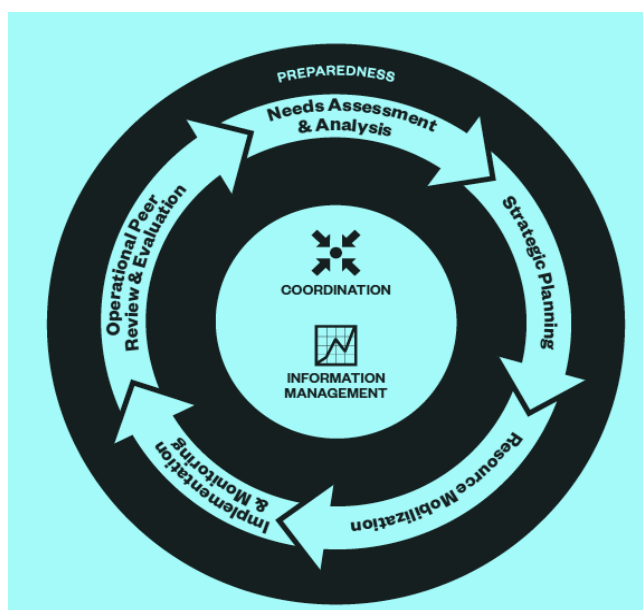 PREPAREDNESS
Needs Assessment
& Analysis
Strategic Planning
Resource Mobilization
Implementation
& Monitoring
Operational Peer
Review & Evaluation
COORDINATION
INFORMATION
MANAGEMENT